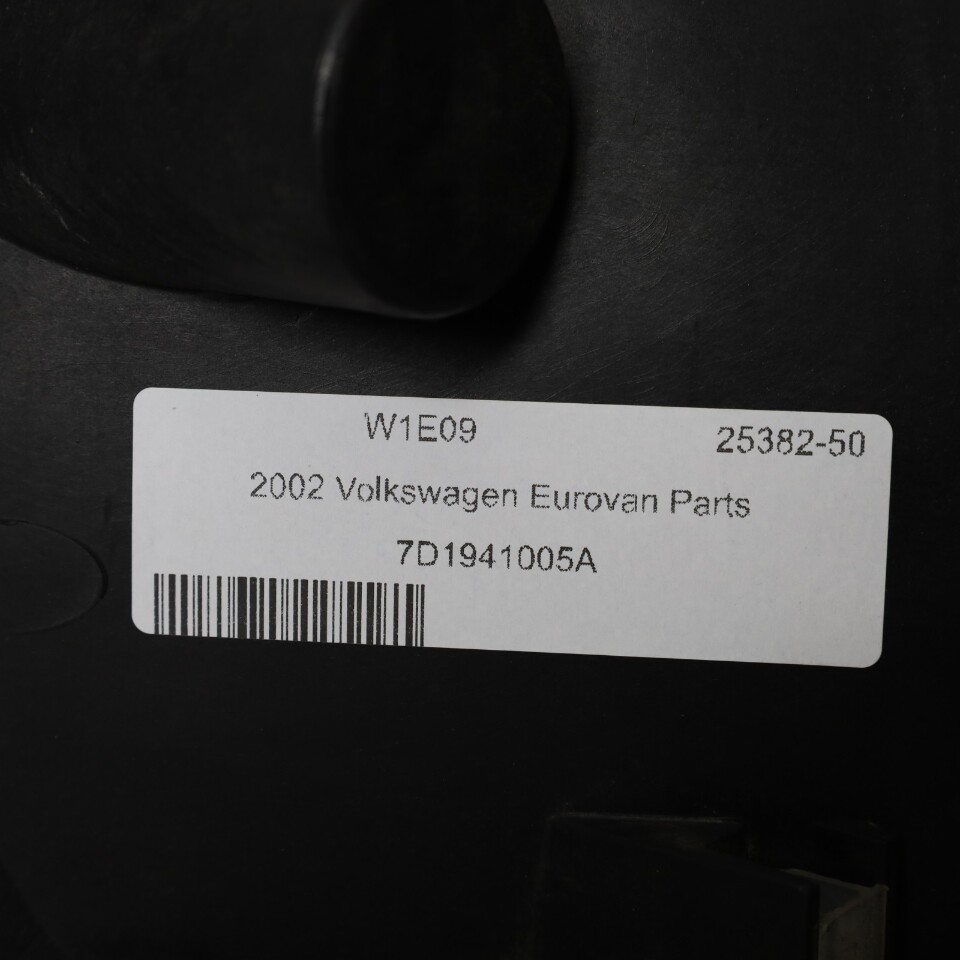 W1E09 25382-50
2002 Volkswagen Eurovan Parts
7D1941005A